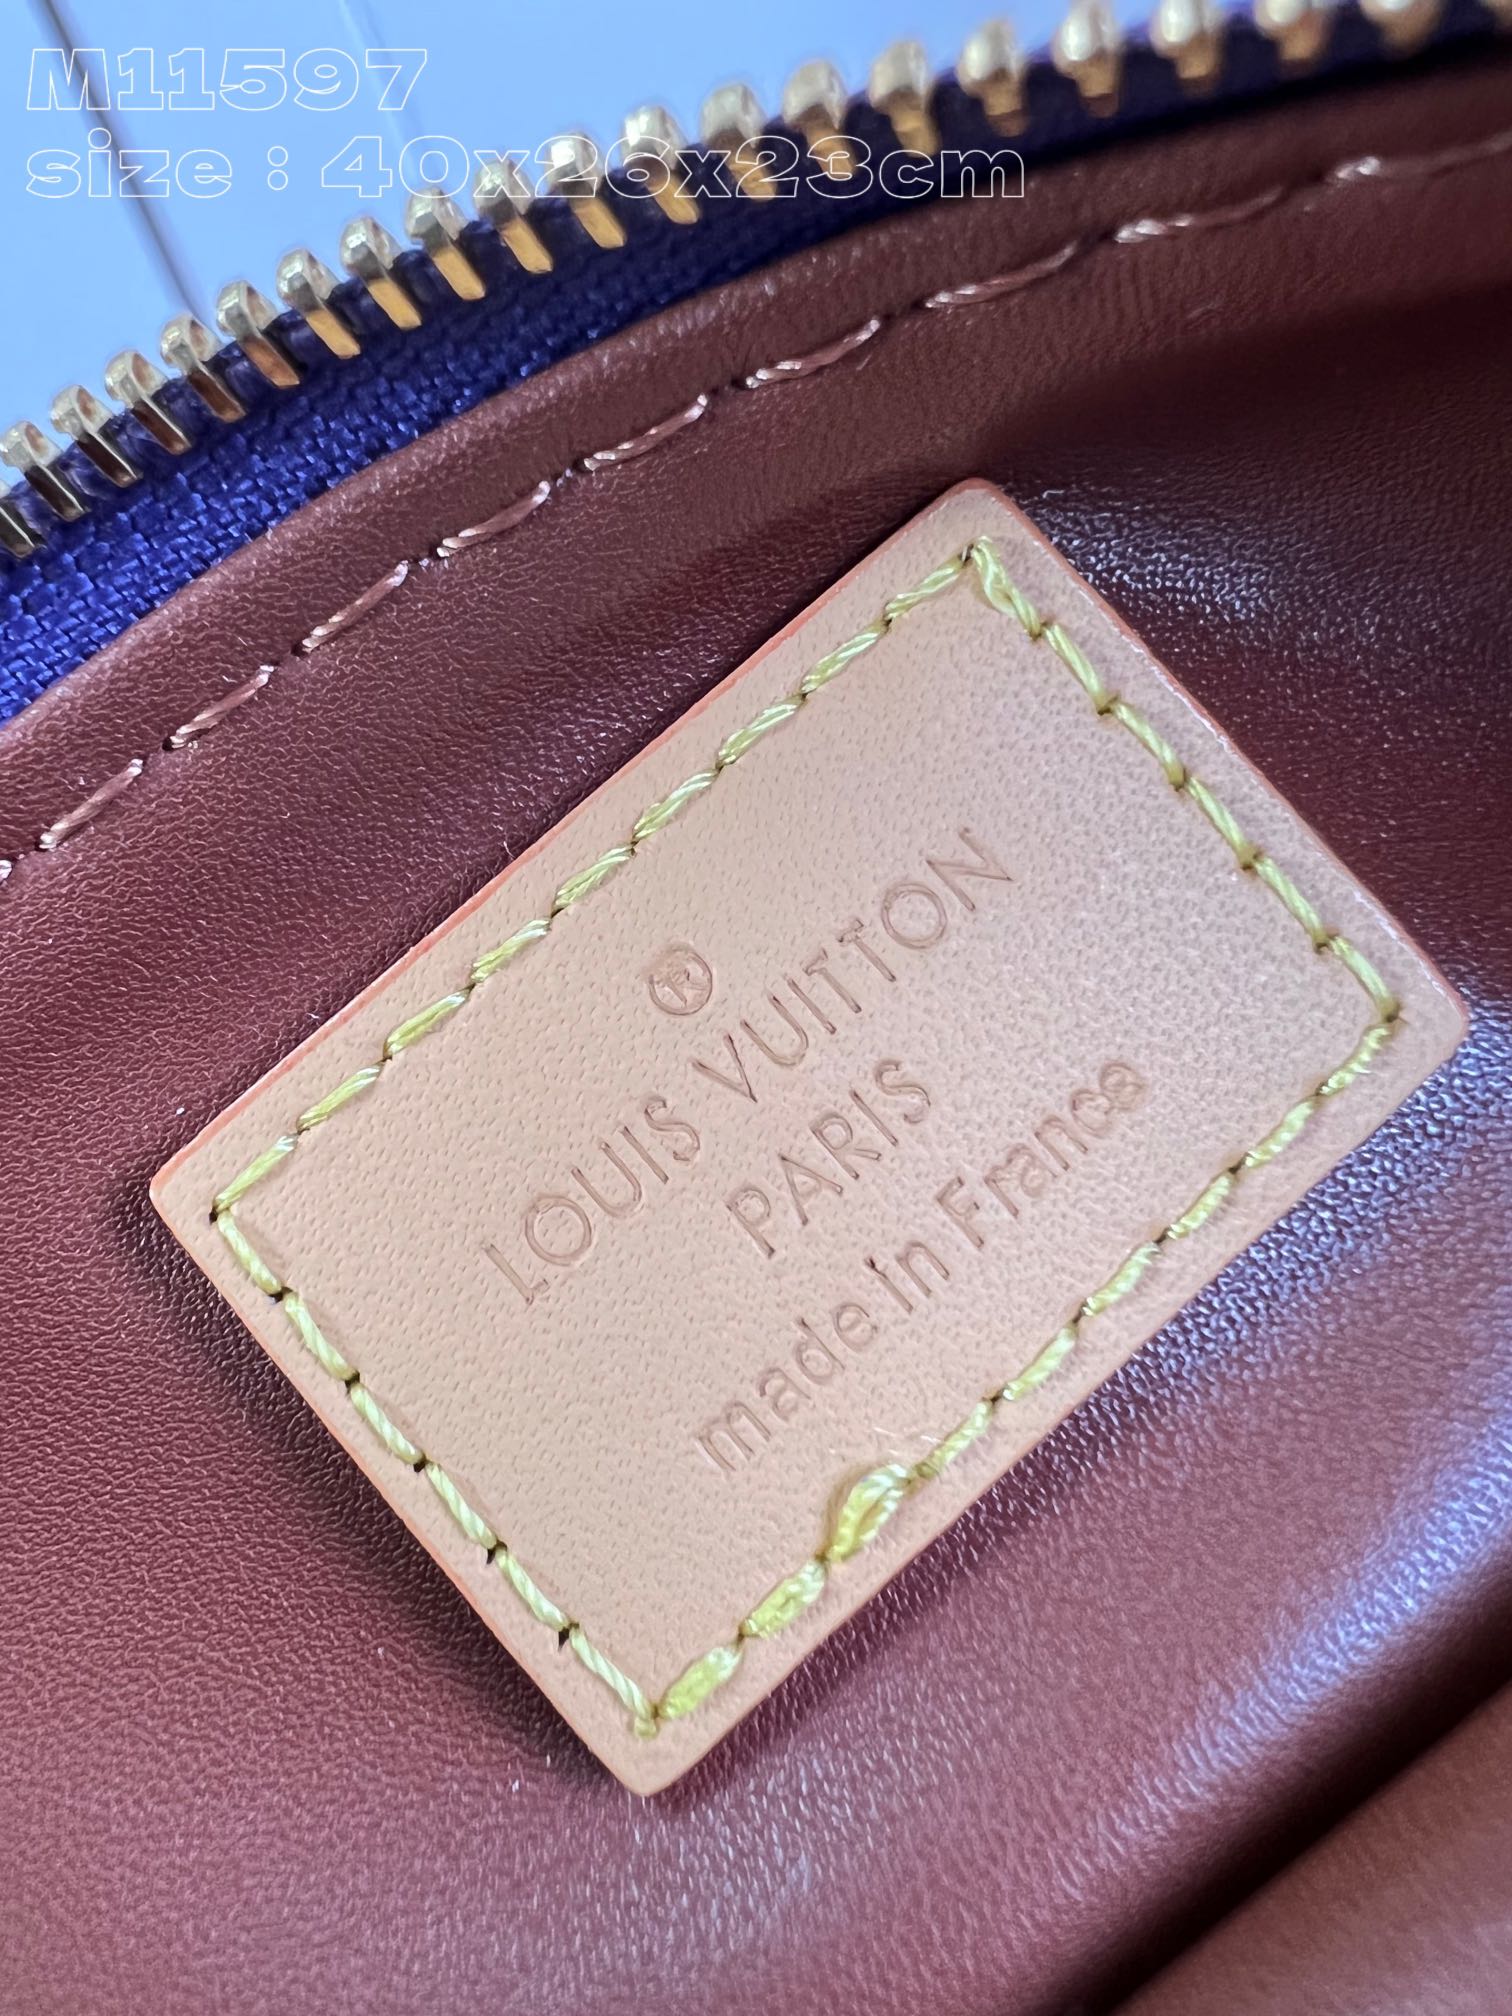 M11597
size : 40x26x23cm
®
LOUIS VUITTON
PARIS
made in France